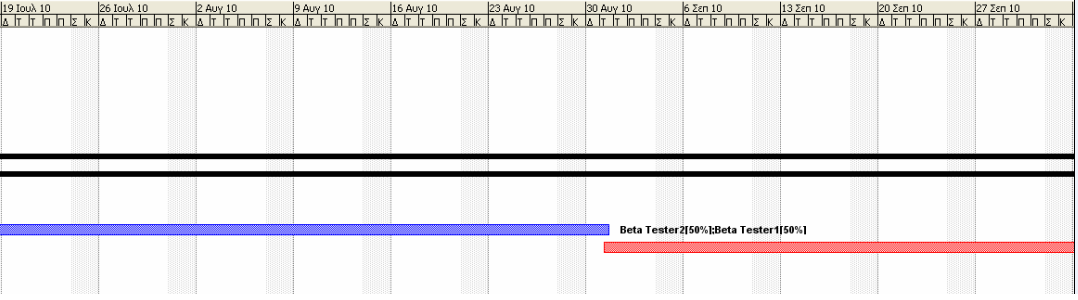 19 Ιουλ 10 26 Ιουλ 10 2 Αυγ 10 9 Αυγ 10 16 Αυγ 10 23 Αυγ 10 30 Αυγ 10 6 Σεπ 10 13 Σεπ 10 20 Σεπ 10 27 Σεπ 10
Δ Τ Τ Π Π Σ Κ Δ Τ Τ Π Π Σ Κ Δ Τ Τ Π Π Σ Κ Δ Τ Τ Π Π Σ Κ Δ Τ Τ Π Π Σ Κ Δ Τ Τ Π Π Σ Κ Δ Τ Τ Π Π Σ Κ Δ Τ Τ Π Π Σ Κ Δ Τ Τ Π Π Σ Κ Δ Τ Τ Π Π Σ Κ Δ Τ Τ Π Π Σ Κ
Beta Tester2[50%];Beta Tester1[50%]